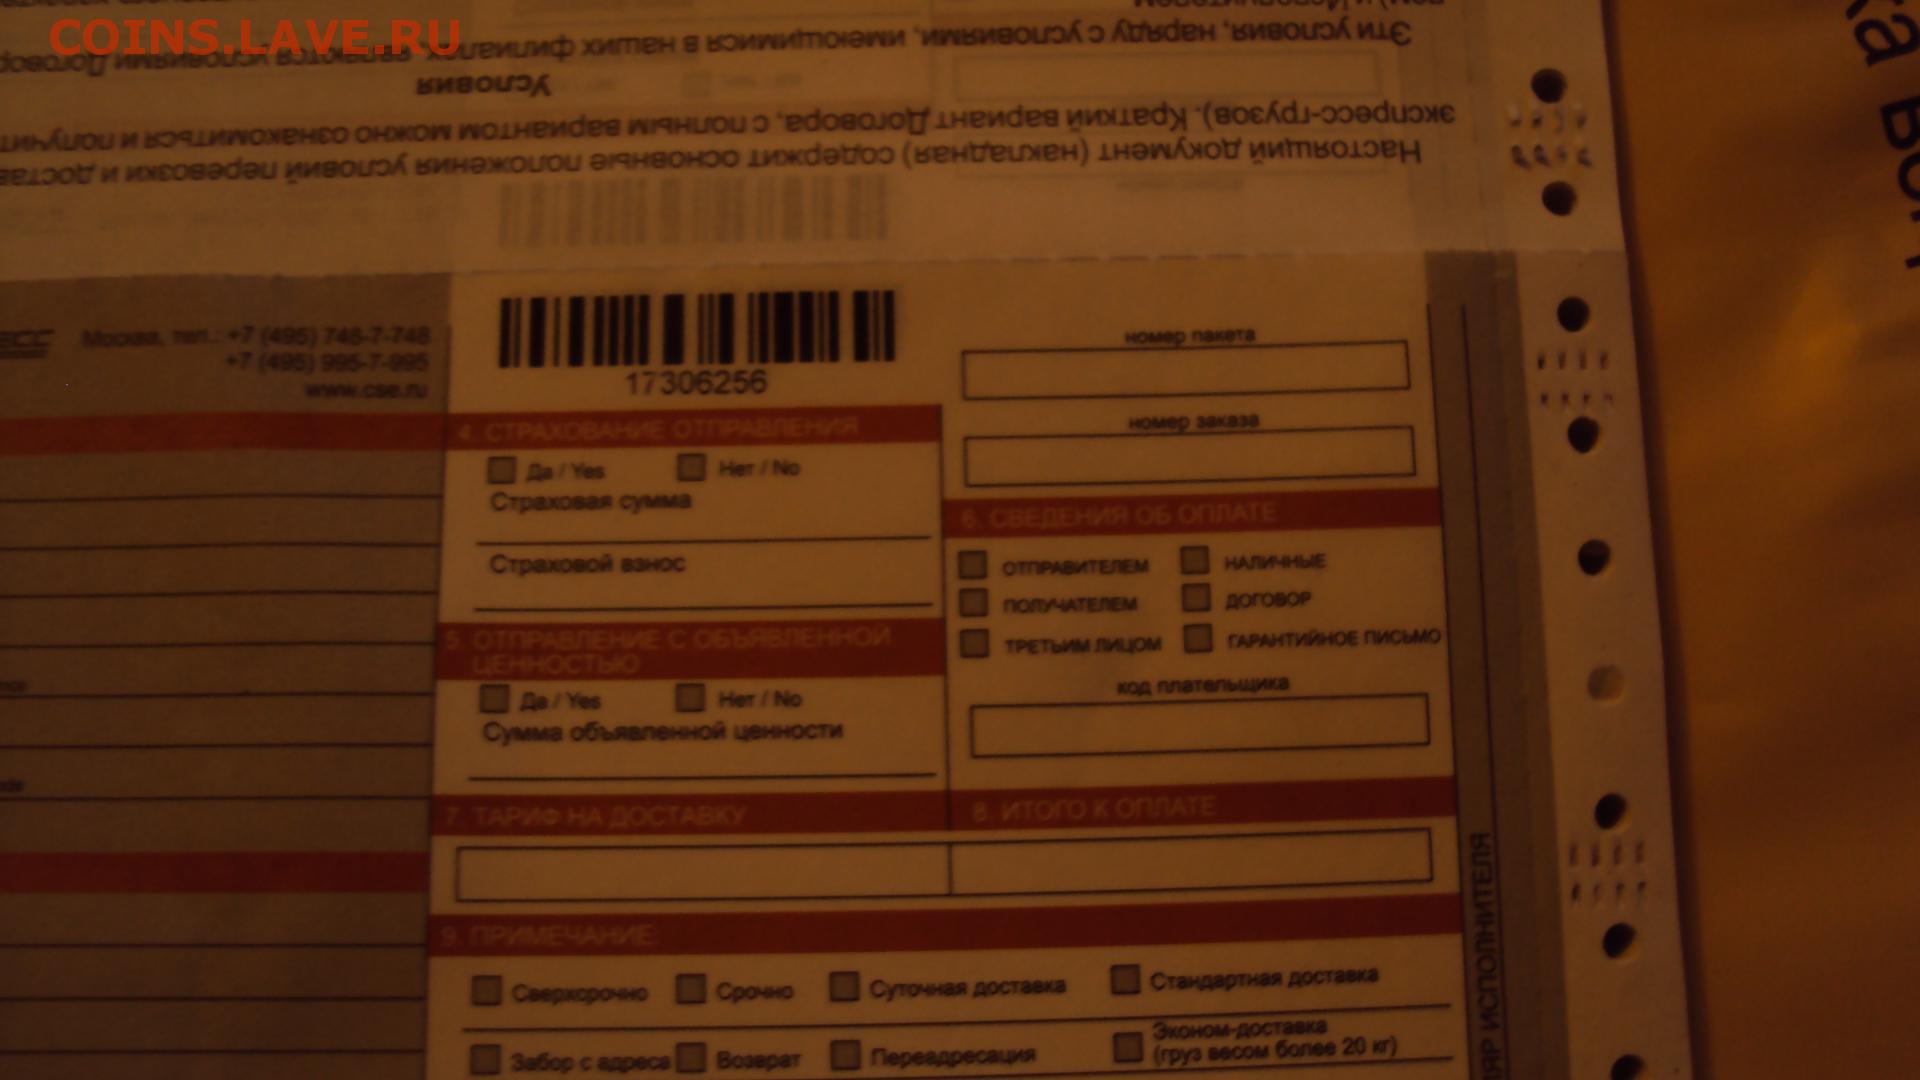 COINS.LAVE.RU
Эти условия, наряду с условиями, имеющимися в наших филиалах, являются условиями
Условия
экспресс-грузов). Краткий вариант Договора, с полным вариантом можно ознакомиться и
Настоящий документ (накладная) содержит основные положения условий перевозки и
Москва, тел.: +7 (495) 748-7-748
+7 (495) 995-7-995
www.cse.ru
17306256
номер пакета
номер заказа
4. СТРАХОВАНИЕ ОТПРАВЛЕНИЯ
Да / Yes Нет / No
Страховая сумма
Страховой взнос
5. ОТПРАВЛЕНИЕ С ОБЪЯВЛЕННОЙ
ЦЕННОСТЬЮ
Да / Yes Нет / No
Сумма объявленной ценности
6. СВЕДЕНИЯ ОБ ОПЛАТЕ
ОТПРАВИТЕЛЕМ НАЛИЧНЫЕ
ПОЛУЧАТЕЛЕМ ДОГОВОР
ТРЕТЬИМ ЛИЦОМ ГАРАНТИЙНОЕ ПИСЬМО
код плательщика
7. ТАРИФ НА ДОСТАВКУ
8. ИТОГО К ОПЛАТЕ
9. ПРИМЕЧАНИЕ
Сверхсрочно Срочно Суточная доставка Стандартная доставка
Забор с адреса Возврат Переадресация Эконом-доставка
(груз весом более 20 кг)
ИСПОЛНИТЕЛЯ